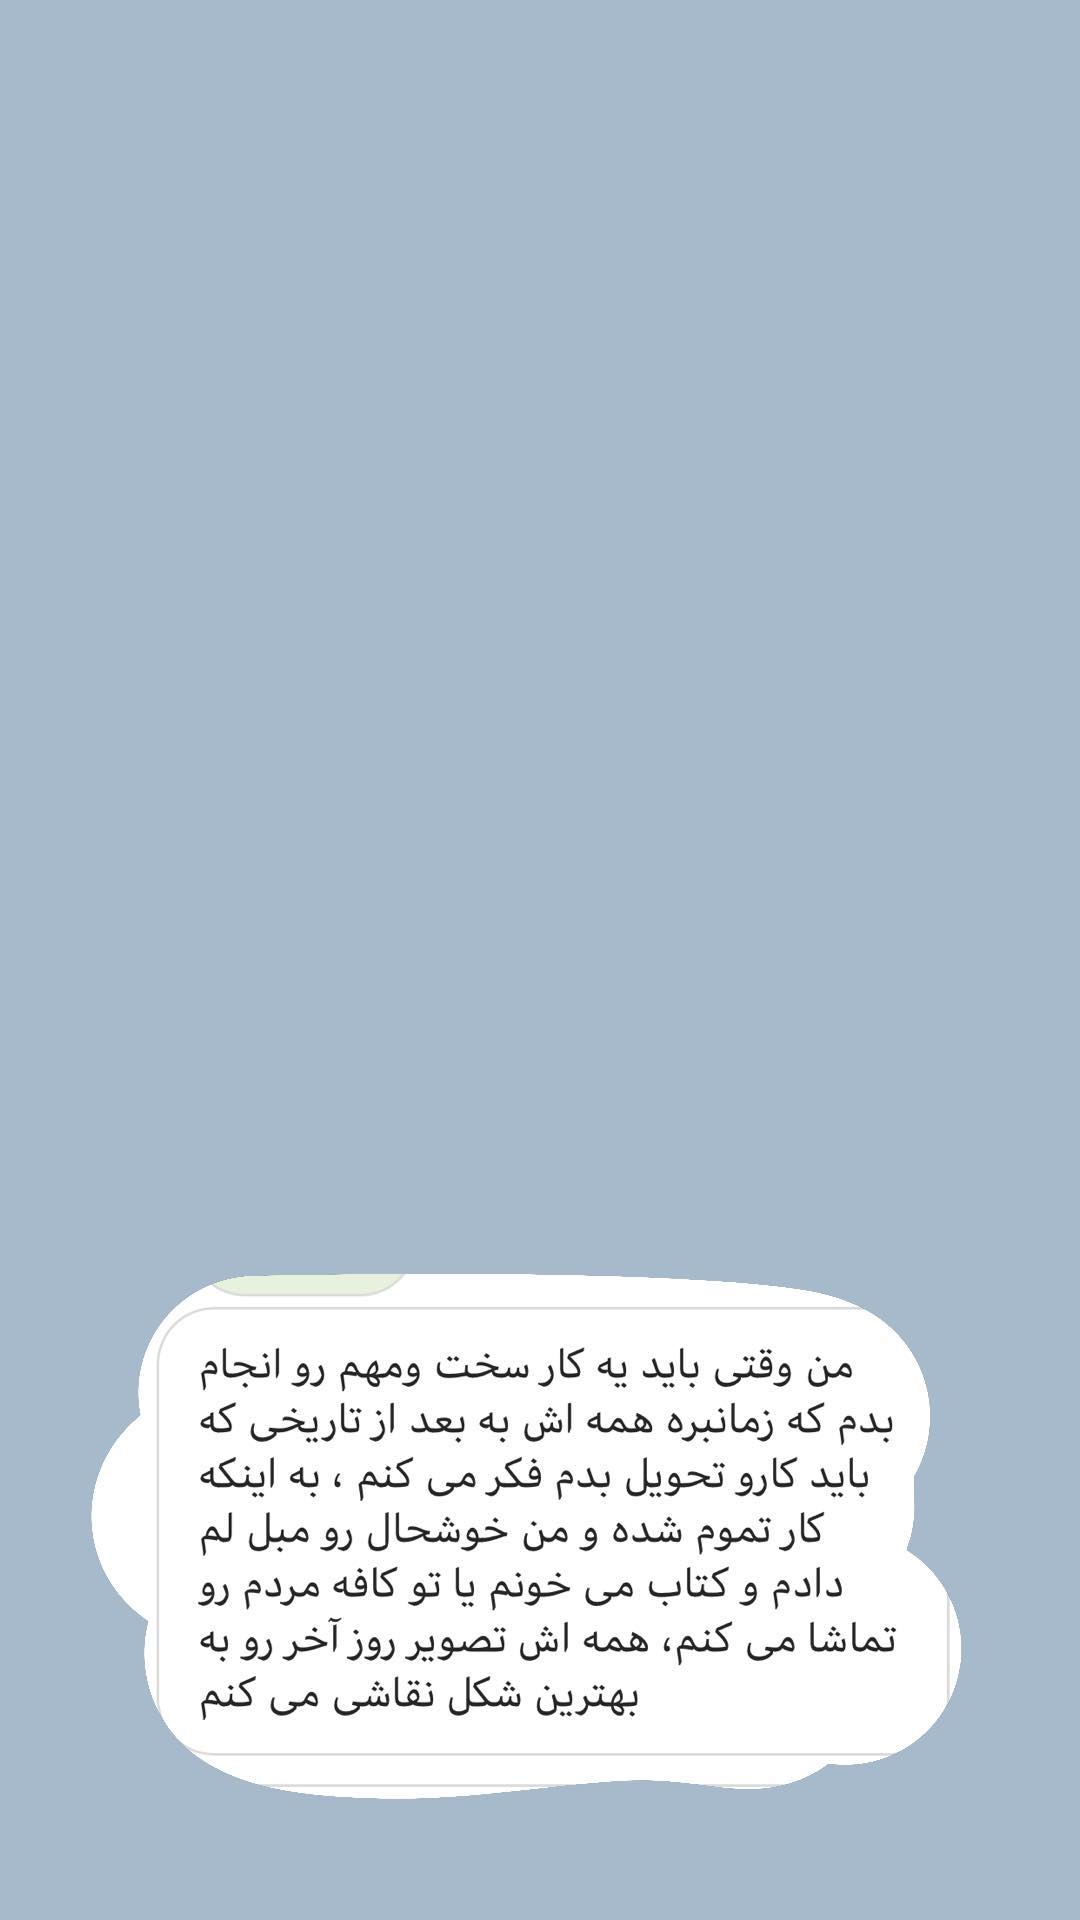 من وقتی باید یه کار سخت ومهم رو انجام
بدم که زمانبره همه اش به بعد از تاریخی که
باید کارو تحویل بدم فکر می کنم ، به اینکه
کار تموم شده و من خوشحال رو مبل لم
دادم و کتاب می خونم یا تو کافه مردم رو
تماشا می کنم، همه اش تصویر روز آخر رو به
بهترین شکل نقاشی می کنم